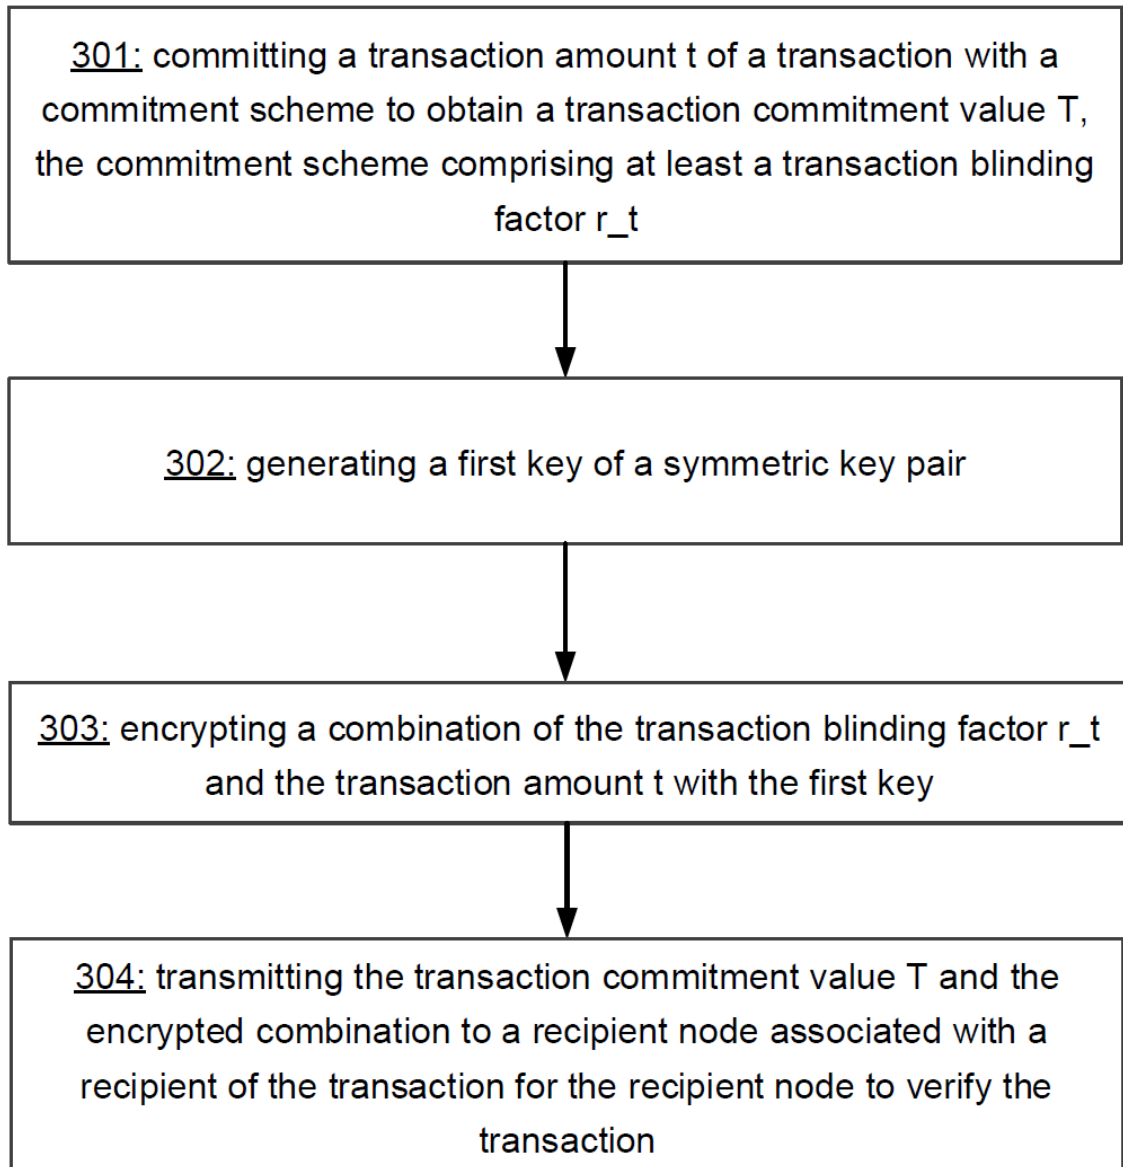 301: committing a transaction amount t of a transaction with a
commitment scheme to obtain a transaction commitment value T,
the commitment scheme comprising at least a transaction blinding
factor r_t
302: generating a first key of a symmetric key pair
303: encrypting a combination of the transaction blinding factor r_t
and the transaction amount t with the first key
304: transmitting the transaction commitment value T and the
encrypted combination to a recipient node associated with a
recipient of the transaction for the recipient node to verify the
transaction